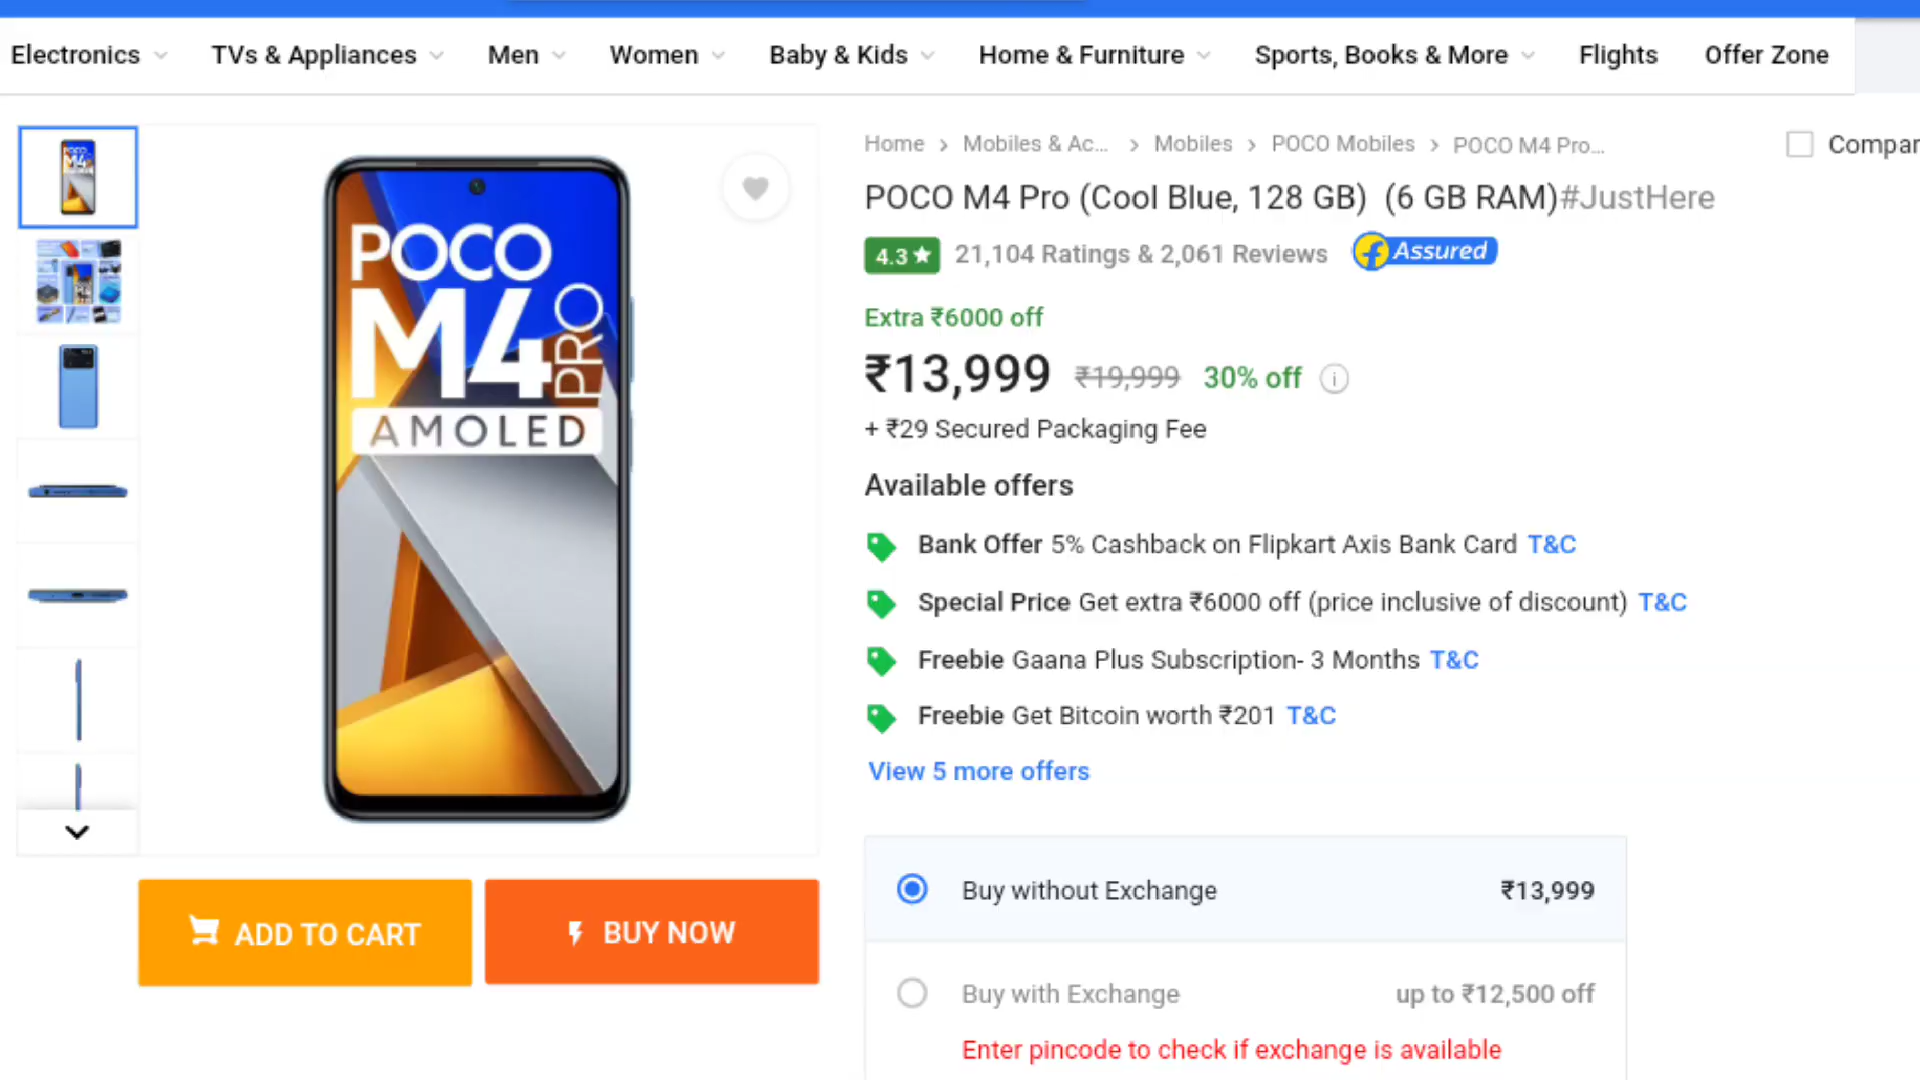 Electronics TVs & Appliances Men Women Baby & Kids Home & Furniture Sports, Books & More Flights Offer Zone
Home > Mobiles & Ac... > Mobiles > POCO Mobiles > POCO M4 Pro...
Compar
POCO M4 Pro (Cool Blue, 128 GB) (6 GB RAM)#JustHere
4.3★ 21,104 Ratings & 2,061 Reviews Assured
Extra ₹6000 off
₹13,999 ₹19,999 30% off
+ ₹29 Secured Packaging Fee
Available offers
Bank Offer 5% Cashback on Flipkart Axis Bank Card T&C
Special Price Get extra ₹6000 off (price inclusive of discount) T&C
Freebie Gaana Plus Subscription- 3 Months T&C
Freebie Get Bitcoin worth ₹201 T&C
View 5 more offers
Buy without Exchange ₹13,999
Buy with Exchange up to ₹12,500 off
Enter pincode to check if exchange is available
POCO
M4 PRO
AMOLED
ADD TO CART
BUY NOW
POCO
M4